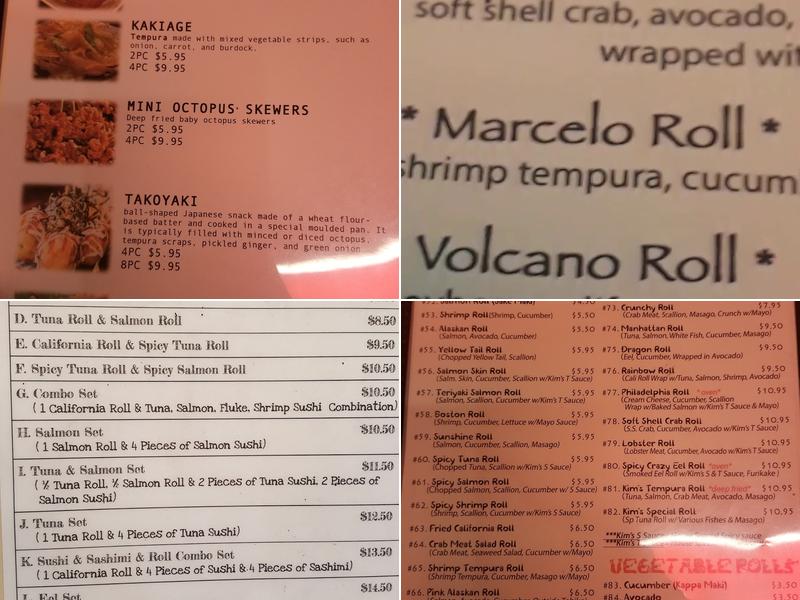 KAKIAGE
Tempura made with mixed vegetable strips, such as
onion, carrot, and burdock.
2PC $5.95
4PC $9.95
MINI OCTOPUS SKEWERS
Deep fried baby octopus skewers
2PC $5.95
4PC $9.95
TAKOYAKI
ball-shaped Japanese snack made of a wheat flour-
based batter and cooked in a special moulded pan. It
is typically filled with minced or diced octopus,
tempura scraps, pickled ginger, and green onion
4PC $5.95
8PC $9.95
soft shell crab, avocado,
wrapped wit
* Marcelo Roll *
shrimp tempura, cucum
Volcano Roll *
D. Tuna Roll & Salmon Roll $8.50
E. California Roll & Spicy Tuna Roll $9.50
F. Spicy Tuna Roll & Spicy Salmon Roll $10.50
G. Combo Set $10.50
( 1 California Roll & Tuna, Salmon, Fluke, Shrimp Sushi Combination)
H. Salmon Set $10.50
( 1 Salmon Roll & 4 Pieces of Salmon Sushi)
I. Tuna & Salmon Set $11.50
( ½ Tuna Roll, ½ Salmon Roll & 2 Pieces of Tuna Sushi, 2 Pieces of
Salmon Sushi)
J. Tuna Set $12.50
( 1 Tuna Roll & 4 Pieces of Tuna Sushi)
K. Sushi & Sashimi & Roll Combo Set $13.50
( 1 California Roll & 4 Pieces of Sushi & 4 Pieces of Sashimi)
L. Eel Set $14.50
#53. Shrimp Roll(Shrimp, Cucumber) $5.50
#54. Alaskan Roll $5.50
(Salmon, Avocado, Cucumber)
#55. Yellow Tail Roll $5.95
(Chopped Yellow Tail, Scallion)
#56. Salmon Skin Roll $5.95
(Salm. Skin, Cucumber, Scallion w/Kim's T Sauce)
#57. Teriyaki Salmon Roll $5.95
(Salmon, Scallion, Cucumber w/Kim's T Sauce)
#58. Boston Roll $5.95
(Shrimp, Cucumber, Lettuce w/Mayo Sauce)
#59. Sunshine Roll $5.95
(Salmon, Cucumber, Scallion, Masago)
#60. Spicy Tuna Roll $5.95
(Chopped Tuna, Scallion w/Kim's S Sauce)
#61. Spicy Salmon Roll $5.95
(Chopped Salmon, Scallion, Cucumber w/ S Sauce)
#62. Spicy Shrimp Roll $5.95
(Shrimp, Scallion, Cucumber w/Kim's S Sauce)
#63. Fried California Roll $6.50
#64. Crab Meat Salad Roll $6.50
(Crab Meat, Seaweed Salad, Cucumber w/Mayo)
#65. Shrimp Tempura Roll $6.50
(Shrimp Tempura, Cucumber, Masago w/Mayo)
#66. Pink Alaskan Roll $6.50
#73. Crunchy Roll $7.95
(Crab Meat, Scallion, Masago, Crunch w/Mayo)
#74. Manhattan Roll $9.50
(Tuna, Salmon, White Fish, Cucumber, Masago)
#75. Dragon Roll $9.50
(Eel, Cucumber, Wrapped in Avocado)
#76. Rainbow Roll $9.50
(Cali Roll Wrap w/Tuna, Salmon, Shrimp, Avocado)
#77. Philadelphia Roll *oven* $10.95
(Cream Cheese, Cucumber, Scallion
Wrap w/Baked Salmon w/Kim's T Sauce & Mayo)
#78. Soft Shell Crab Roll $10.95
(S.S. Crab, Cucumber, Avocado w/Kim's T Sauce)
#79. Lobster Roll $10.95
(Lobster Meat, Cucumber, Avocado w/Kim's T Sauce)
#80. Spicy Crazy Eel Roll *oven* $10.95
(Smoked Eel Roll w/Kim's S & T Sauce, Furikake)
#81. Kim's Tempura Roll *deep fried* $10.95
(Tuna, Salmon, Crab Meat, Avocado, Masago)
#82. Kim's Special Roll $10.95
(Sp Tuna Roll w/ Various Fishes & Masago)
***Kim's S
***Kim's T
VEGETABLE ROLLS
#83. Cucumber (Kappa Maki) $3.50
#84. Avocado $3.50